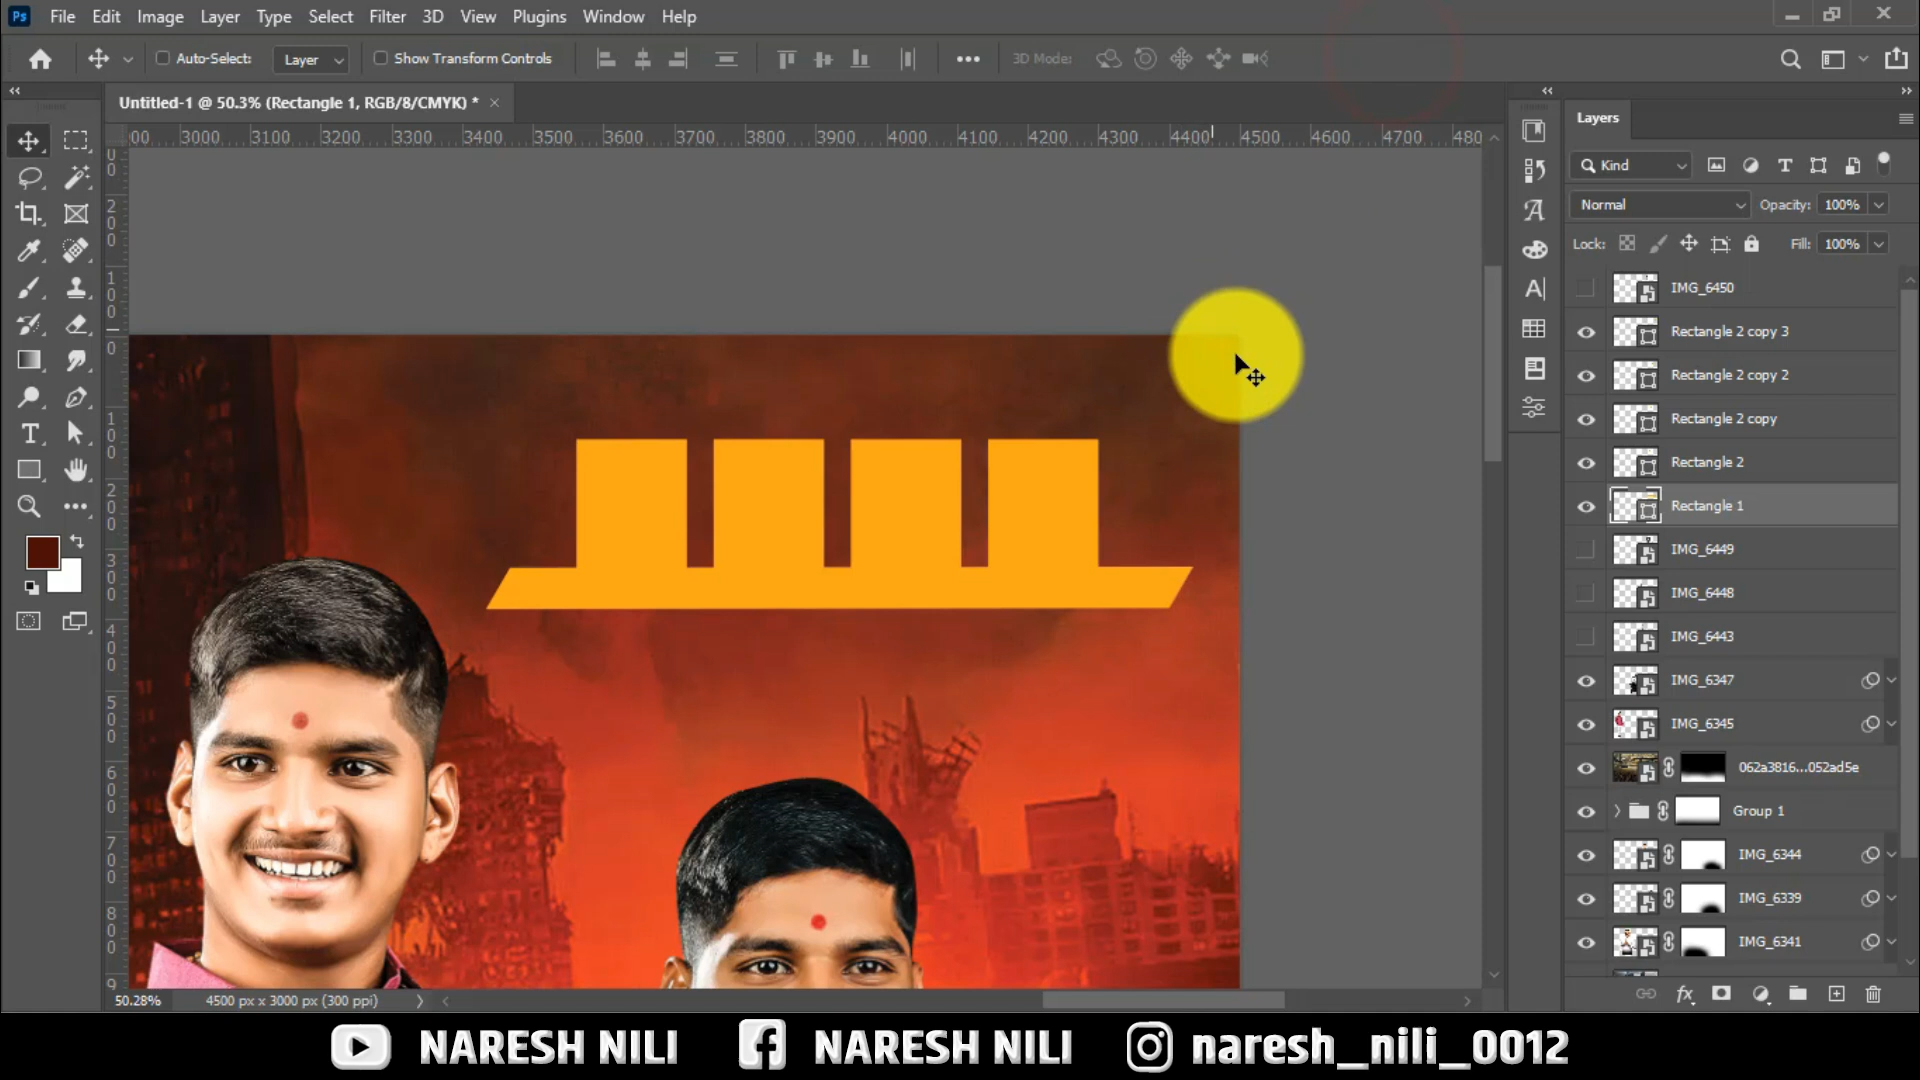 Ps File Edit Image Layer Type Select Filter 3D View Plugins Window Help
Auto-Select: Layer Show Transform Controls 3D Mode:
Untitled-1 @ 50.3% (Rectangle 1, RGB/8/CMYK) *
3000 3100 3200 3300 3400 3500 3600 3700 3800 3900 4000 4100 4200 4300 4400 4500 4600 4700
Layers
Kind
Normal Opacity: 100%
Lock: Fill: 100%
IMG_6450
Rectangle 2 copy 3
Rectangle 2 copy 2
Rectangle 2 copy
Rectangle 2
Rectangle 1
IMG_6449
IMG_6448
IMG_6443
IMG_6347
IMG_6345
062a3816...052ad5e
Group 1
IMG_6344
IMG_6339
IMG_6341
50.28% 4500 px x 3000 px (300 ppi)
NARESH NILI NARESH NILI naresh_nili_0012